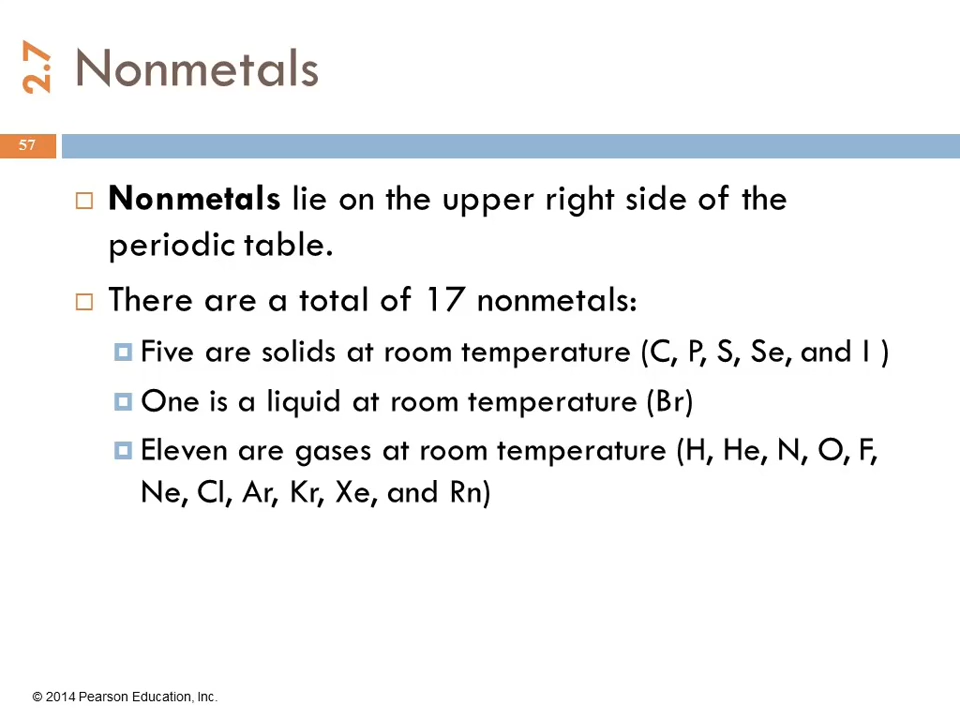 2.7
Nonmetals
57
Nonmetals lie on the upper right side of the
periodic table.
There are a total of 17 nonmetals:
Five are solids at room temperature (C, P, S, Se, and I )
One is a liquid at room temperature (Br)
Eleven are gases at room temperature (H, He, N, O, F,
Ne, Cl, Ar, Kr, Xe, and Rn)
© 2014 Pearson Education, Inc.